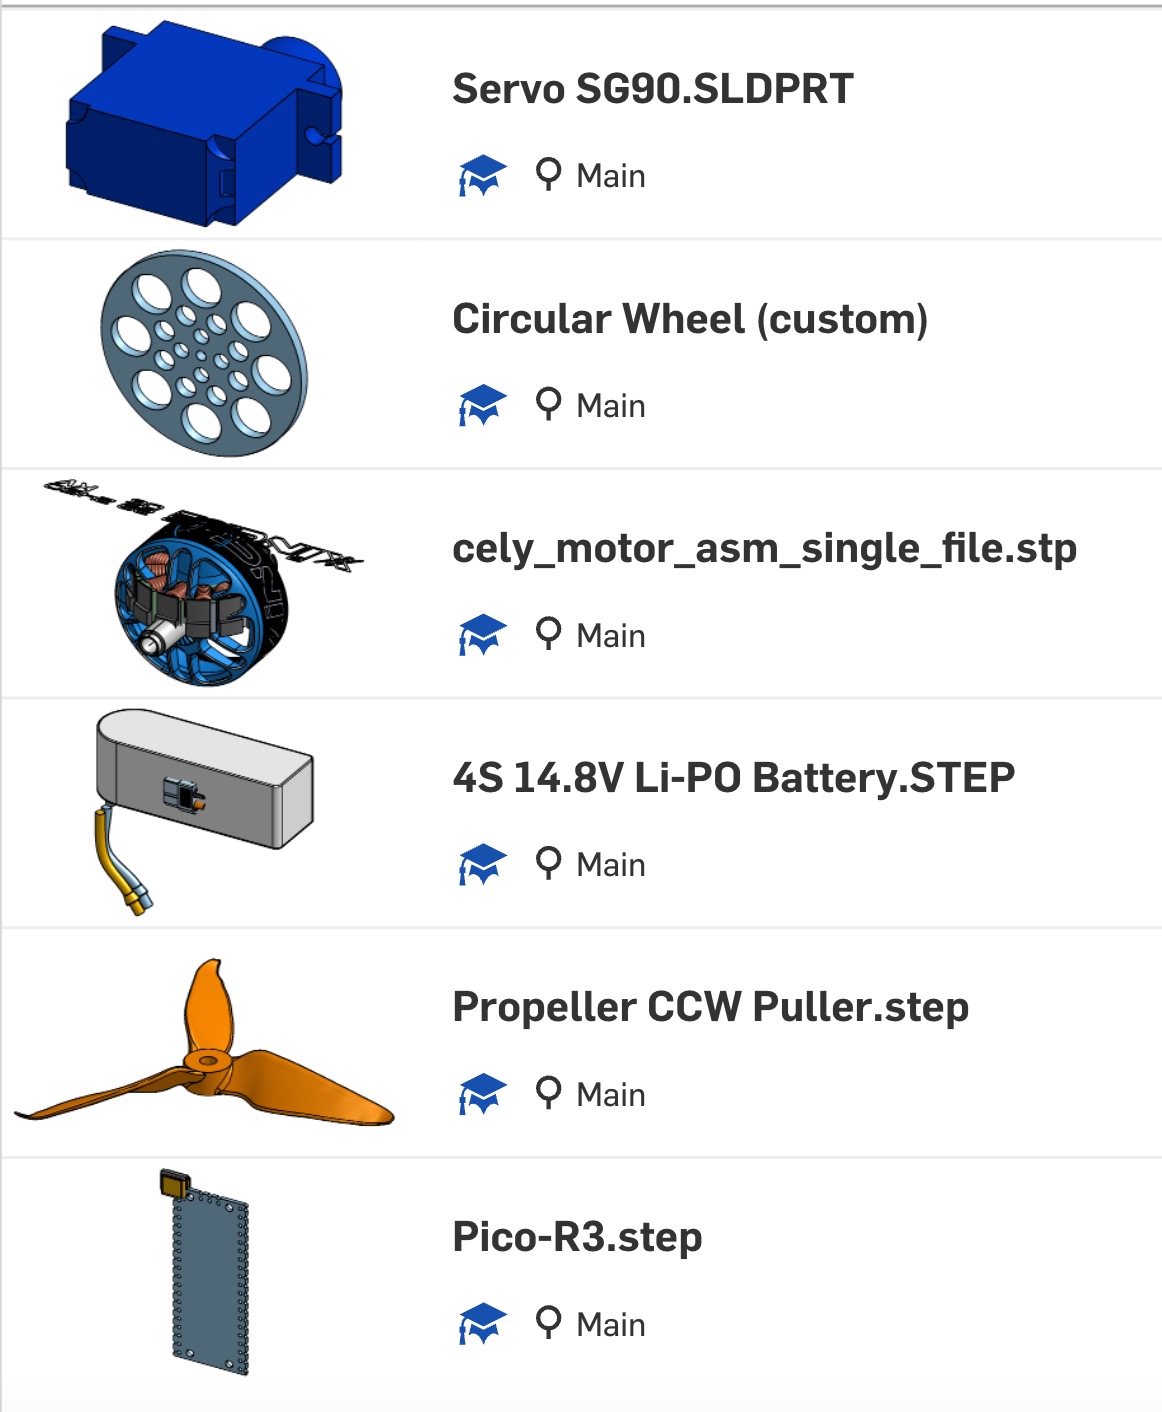 Servo SG90.SLDPRT
Main
Circular Wheel (custom)
Main
cely_motor_asm_single_file.stp
Main
4S 14.8V Li-PO Battery.STEP
Main
Propeller CCW Puller.step
Main
Pico-R3.step
Main